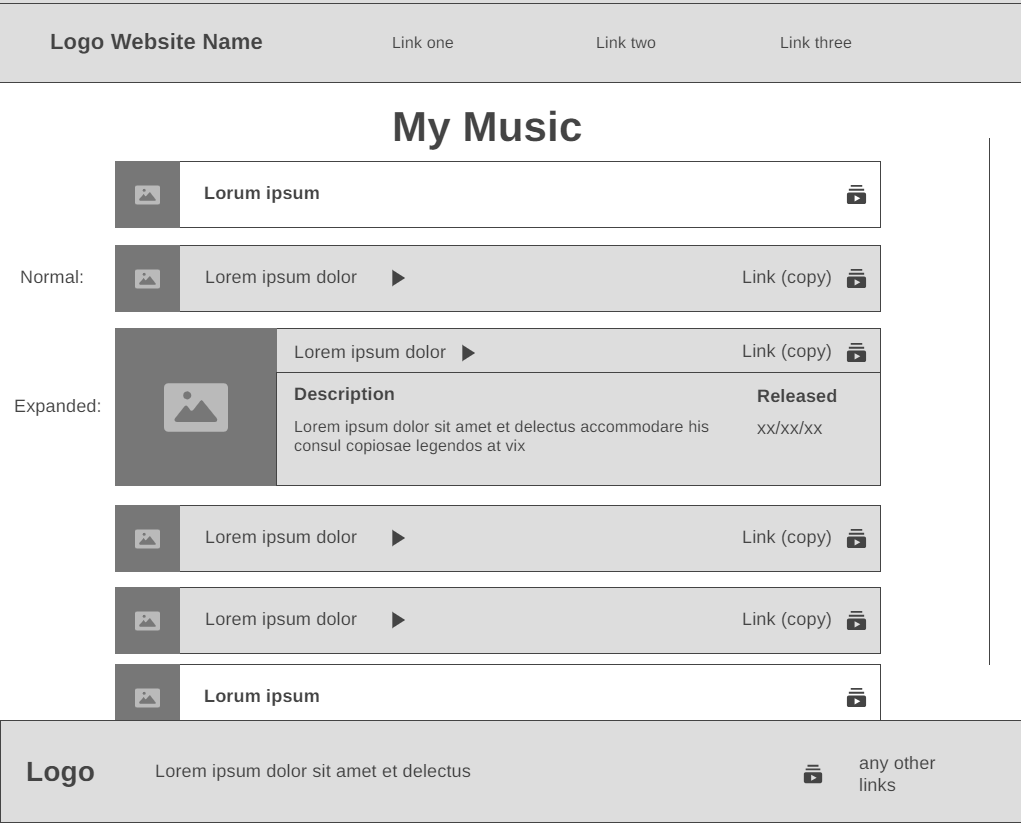 Logo Website Name
Link one
Link two
Link three
My Music
Lorum ipsum
Normal:
Lorem ipsum dolor
Link (copy)
Expanded:
Lorem ipsum dolor
Link (copy)
Description
Released
Lorem ipsum dolor sit amet et delectus accommodare his
consul copiosae legendos at vix
xx/xx/xx
Lorem ipsum dolor
Link (copy)
Lorem ipsum dolor
Link (copy)
Lorum ipsum
Logo
Lorem ipsum dolor sit amet et delectus
any other
links